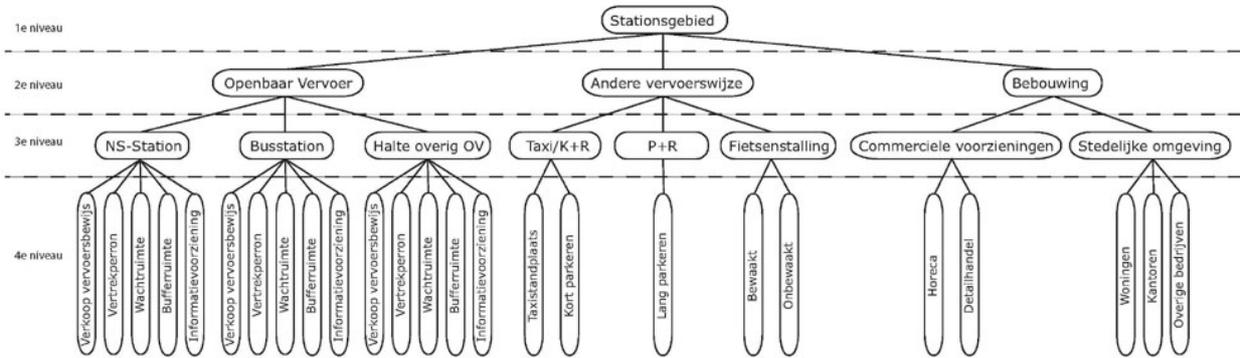 1e niveau
Stationsgebied
2e niveau
Openbaar Vervoer
Andere vervoerswijze
Bebouwing
3e niveau
NS-Station
Busstation
Halte overig OV
Taxi/K+R
P+R
Fietsenstalling
Commerciele voorzieningen
Stedelijke omgeving
4e niveau
Verkoop vervoersbewijs
Vertrekperron
Wachtruimte
Bufferruimte
Informatievoorziening
Verkoop vervoersbewijs
Vertrekperron
Wachtruimte
Bufferruimte
Informatievoorziening
Verkoop vervoersbewijs
Vertrekperron
Wachtruimte
Bufferruimte
Informatievoorziening
Taxistandplaats
Kort parkeren
Lang parkeren
Bewaakt
Onbewaakt
Horeca
Detailhandel
Woningen
Kantoren
Overige bedrijven